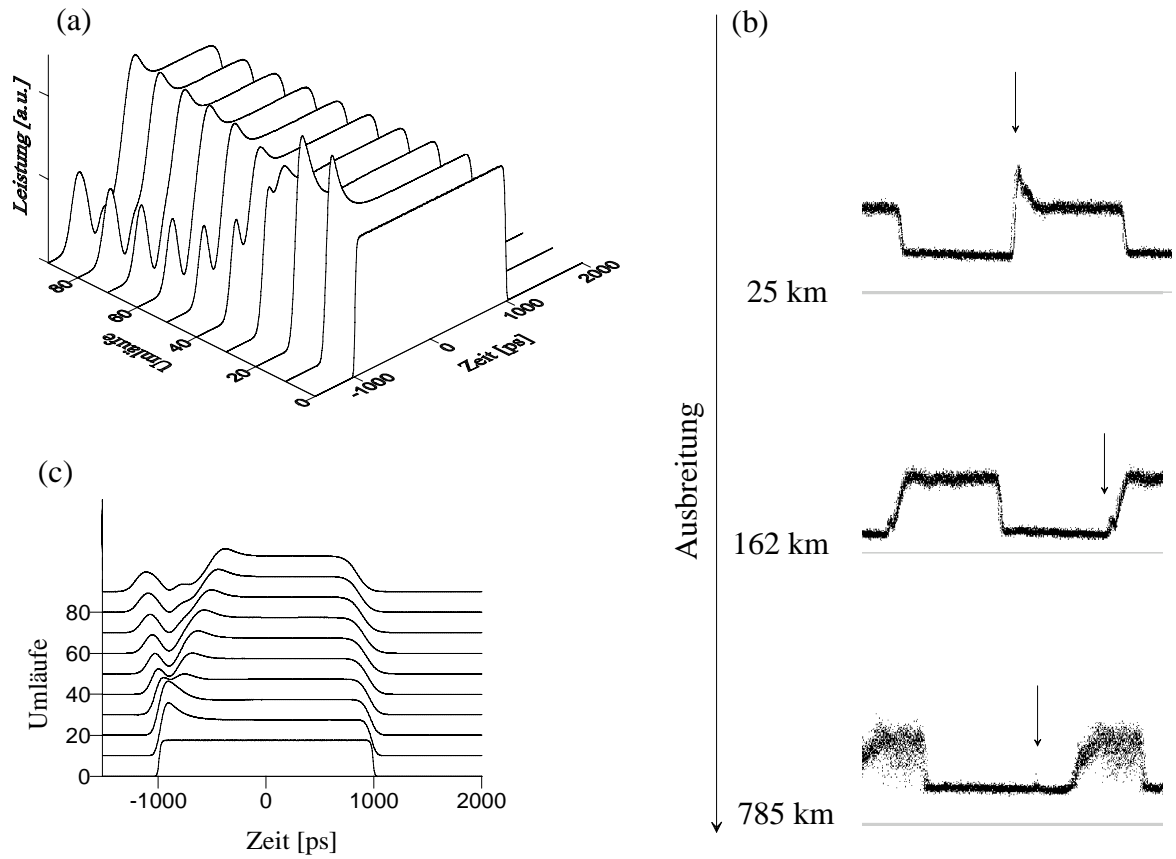 (a)
Leistung [a.u.]
80
60
40
20
0
Umläufe
-1000
0
1000
2000
Zeit [ps]
(b)
Ausbreitung
25 km
162 km
785 km
(c)
Umläufe
80
60
40
20
0
-1000
0
1000
2000
Zeit [ps]